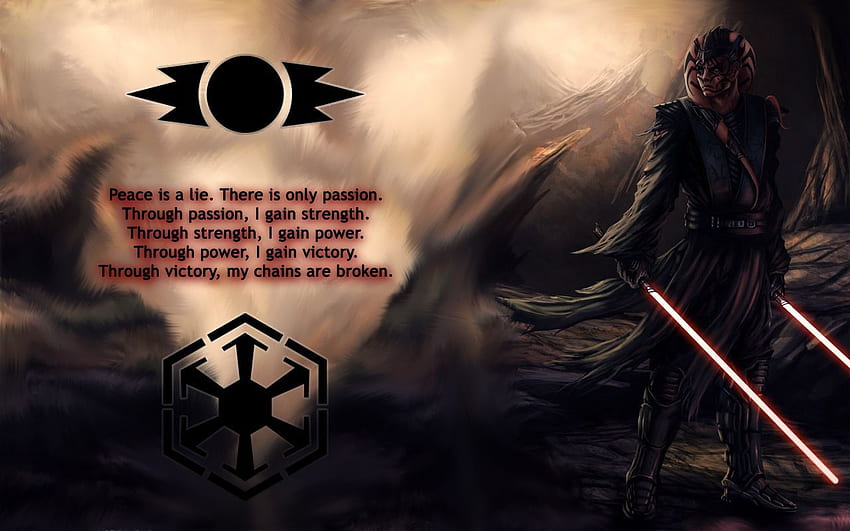 Peace is a lie. There is only passion.
Through passion, I gain strength.
Through strength, I gain power.
Through power, I gain victory.
Through victory, my chains are broken.